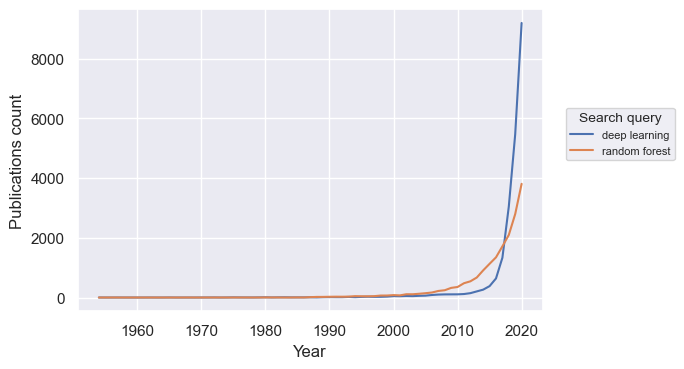 Publications count
8000
6000
4000
2000
0
1960 1970 1980 1990 2000 2010 2020
Year
Search query
deep learning
random forest